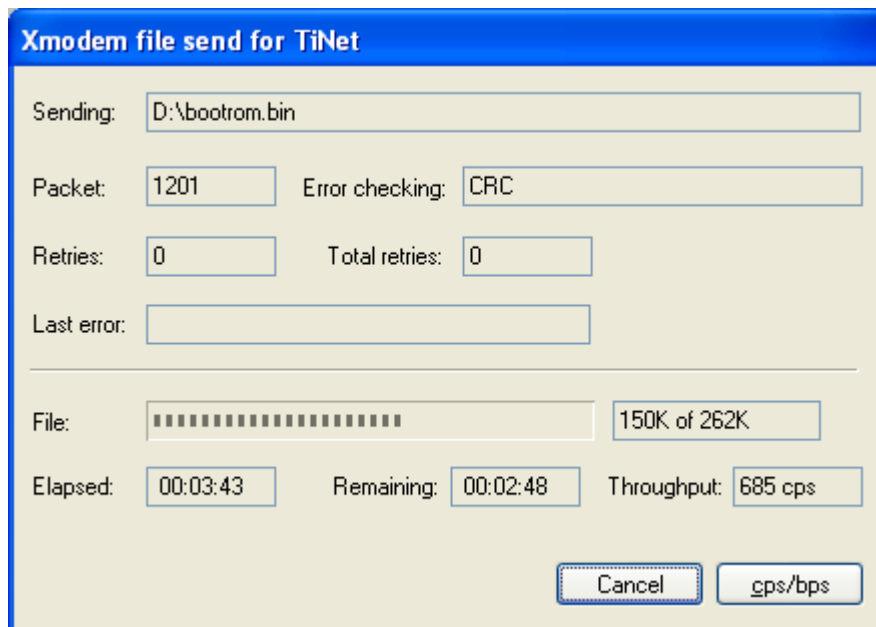 Xmodem file send for TiNet
Sending: D:\bootrom.bin
Packet: 1201 Error checking: CRC
Retries: 0 Total retries: 0
Last error:
File: 150K of 262K
Elapsed: 00:03:43 Remaining: 00:02:48 Throughput: 685 cps
Cancel cps/bps